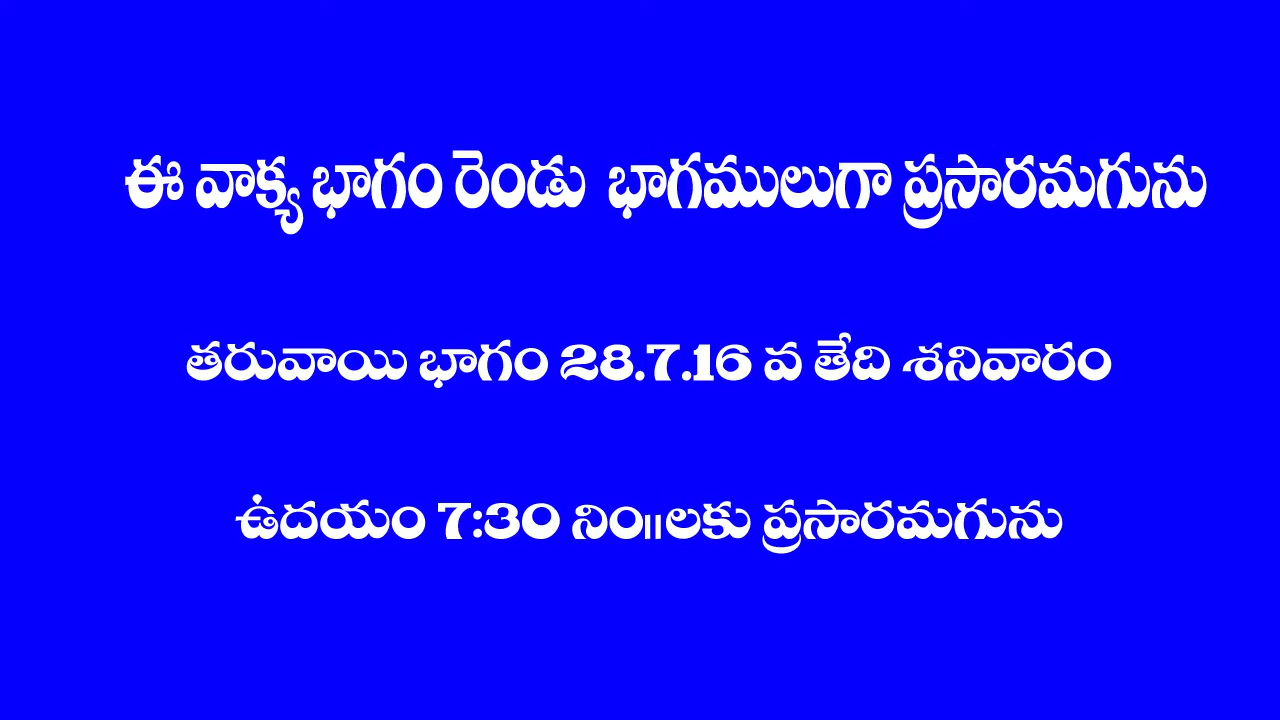 ఈ వాక్య భాగం రెండు భాగములుగా ప్రసారమగును
తరువాయి భాగం 28.7.16 వ తేది శనివారం
ఉదయం 7:30 నిం॥లకు ప్రసారమగును